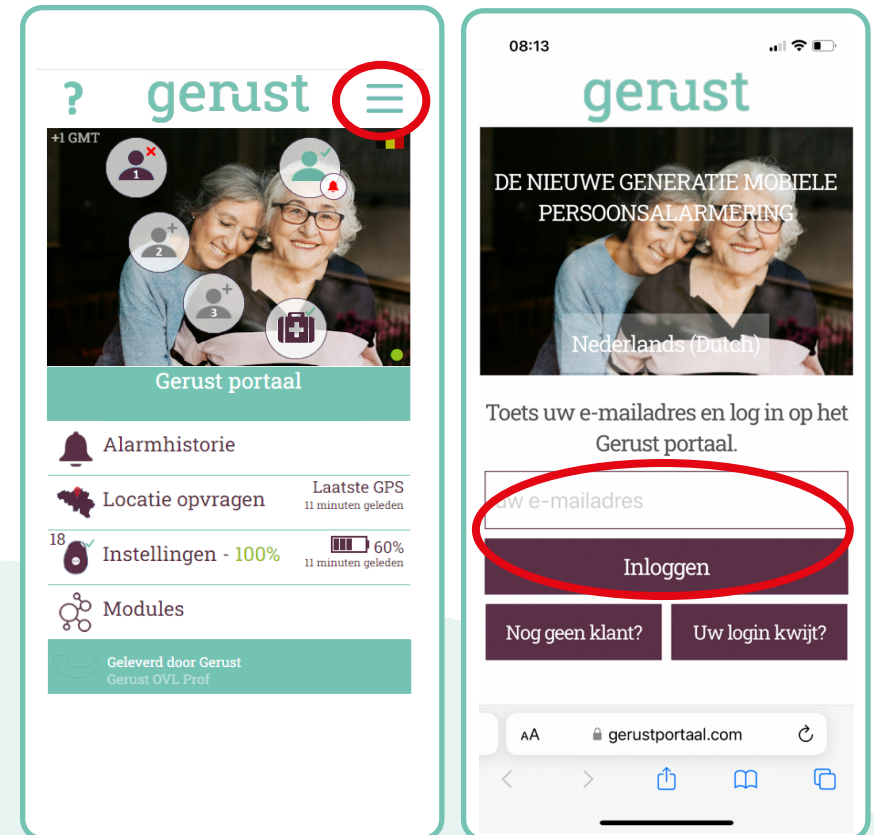 ?
gerust
+1 GMT
1
2
3
Gerust portaal
Alarmhistorie
Locatie opvragen
Laatste GPS
11 minuten geleden
18
Instellingen - 100%
60%
11 minuten geleden
Modules
Geleverd door Gerust
Gerust OVL Prof
08:13
gerust
DE NIEUWE GENERATIE MOBIELE
PERSOONSALARMERING
Nederlands (Dutch)
Toets uw e-mailadres en log in op het
Gerust portaal.
uw e-mailadres
Inloggen
Nog geen klant?
Uw login kwijt?
AA
gerustportaal.com